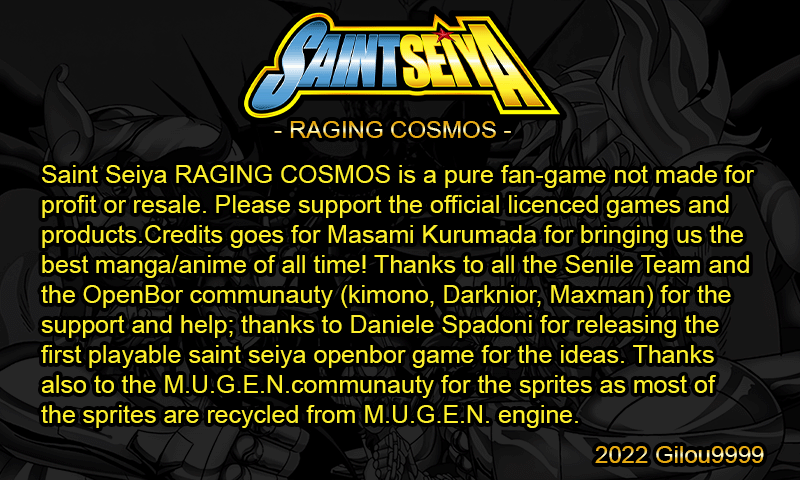 SAINT SEIYA
- RAGING COSMOS -
Saint Seiya RAGING COSMOS is a pure fan-game not made for
profit or resale. Please support the official licenced games and
products.Credits goes for Masami Kurumada for bringing us the
best manga/anime of all time! Thanks to all the Senile Team and
the OpenBor communauty (kimono, Darknior, Maxman) for the
support and help; thanks to Daniele Spadoni for releasing the
first playable saint seiya openbor game for the ideas. Thanks
also to the M.U.G.E.N.communauty for the sprites as most of
the sprites are recycled from M.U.G.E.N. engine.
2022 Gilou9999